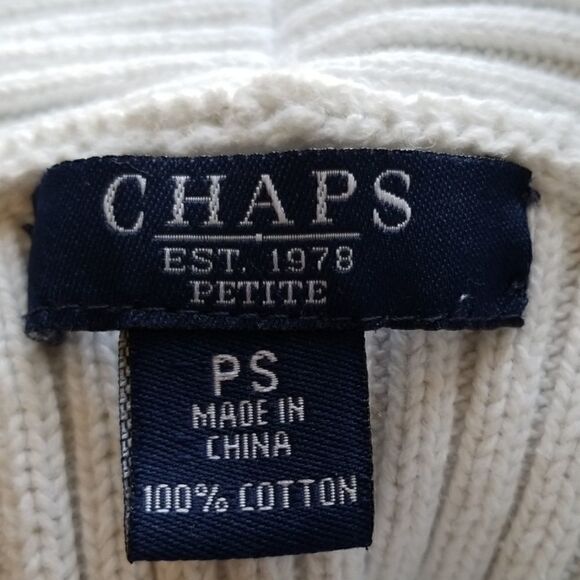 CHAPS
EST. 1978
PETITE
PS
MADE IN
CHINA
100% COTTON